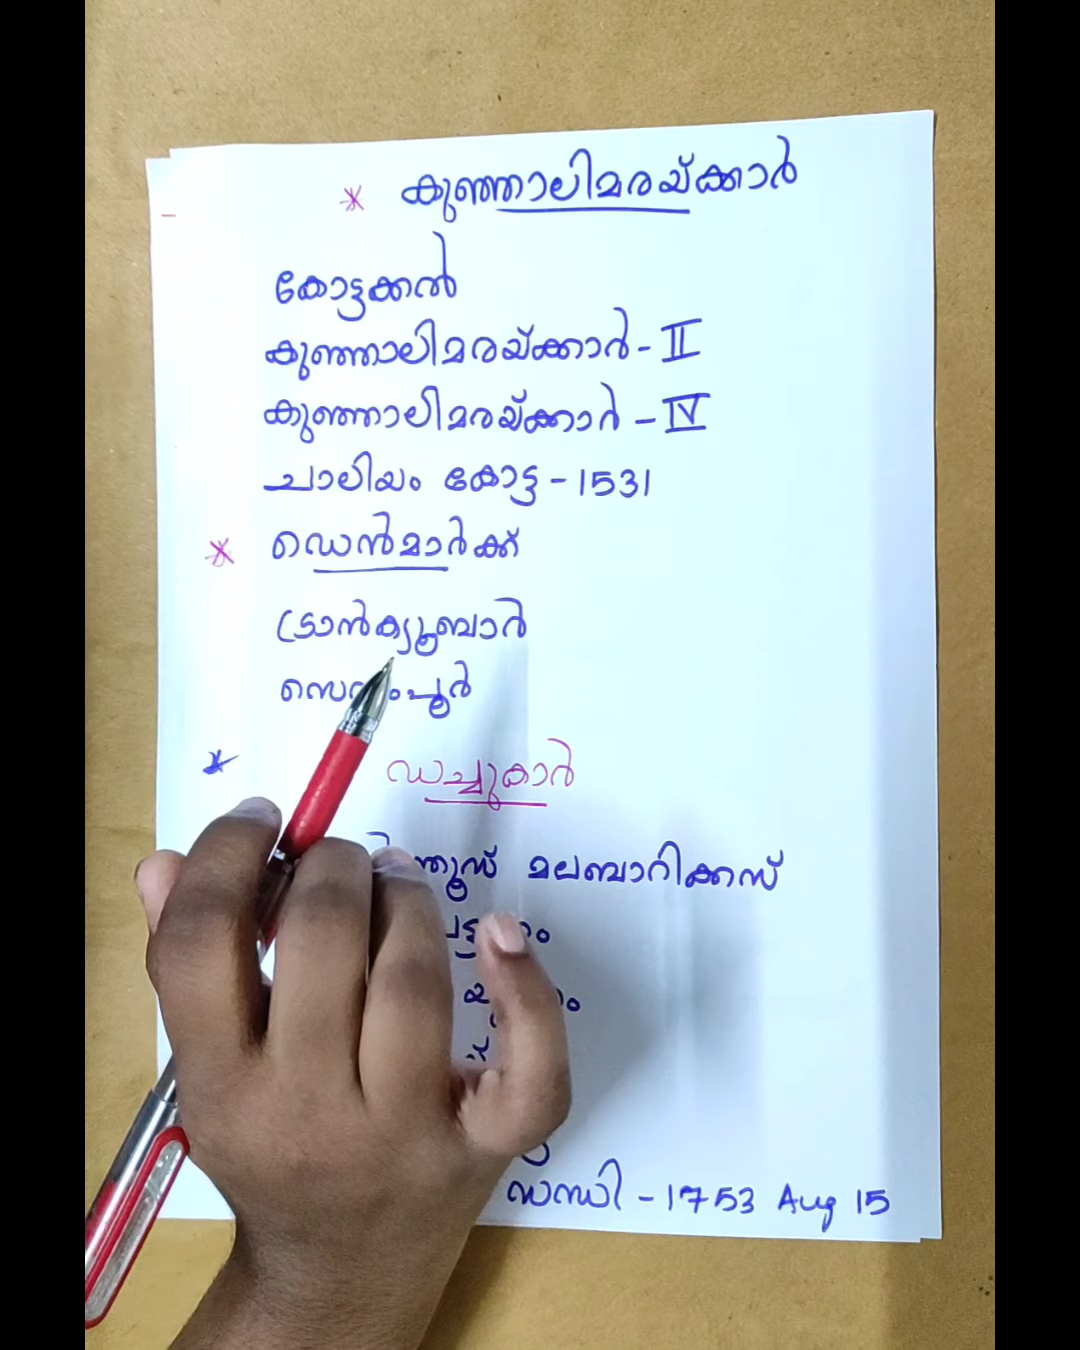 * കുഞ്ഞാലിമരയ്ക്കാർ
കോട്ടക്കൽ
കുഞ്ഞാലിമരയ്ക്കാർ - II
കുഞ്ഞാലിമരയ്ക്കാർ - IV
ചാലിയം കോട്ട - 1531
* ഡെൻമാർക്ക്
ട്രാൻക്യൂബാർ
* ഡച്ചുകാർ
മലബാറിക്കസ്
സന്ധി - 1753 Aug 15